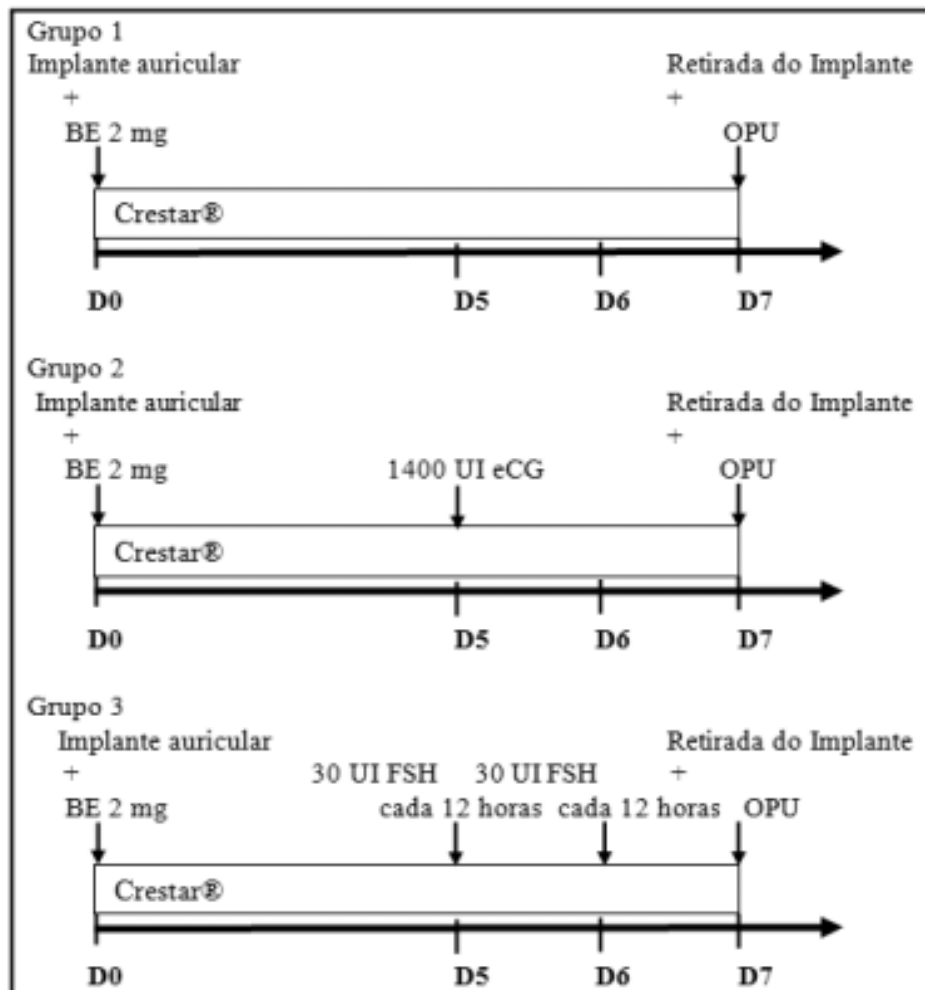 Grupo 1
Implante auricular Retirada do Implante
+ +
BE 2 mg OPU
Crestar®
D0 D5 D6 D7
Grupo 2
Implante auricular Retirada do Implante
+ +
BE 2 mg 1400 UI eCG OPU
Crestar®
D0 D5 D6 D7
Grupo 3
Implante auricular Retirada do Implante
+ 30 UI FSH 30 UI FSH +
BE 2 mg cada 12 horas cada 12 horas OPU
Crestar®
D0 D5 D6 D7